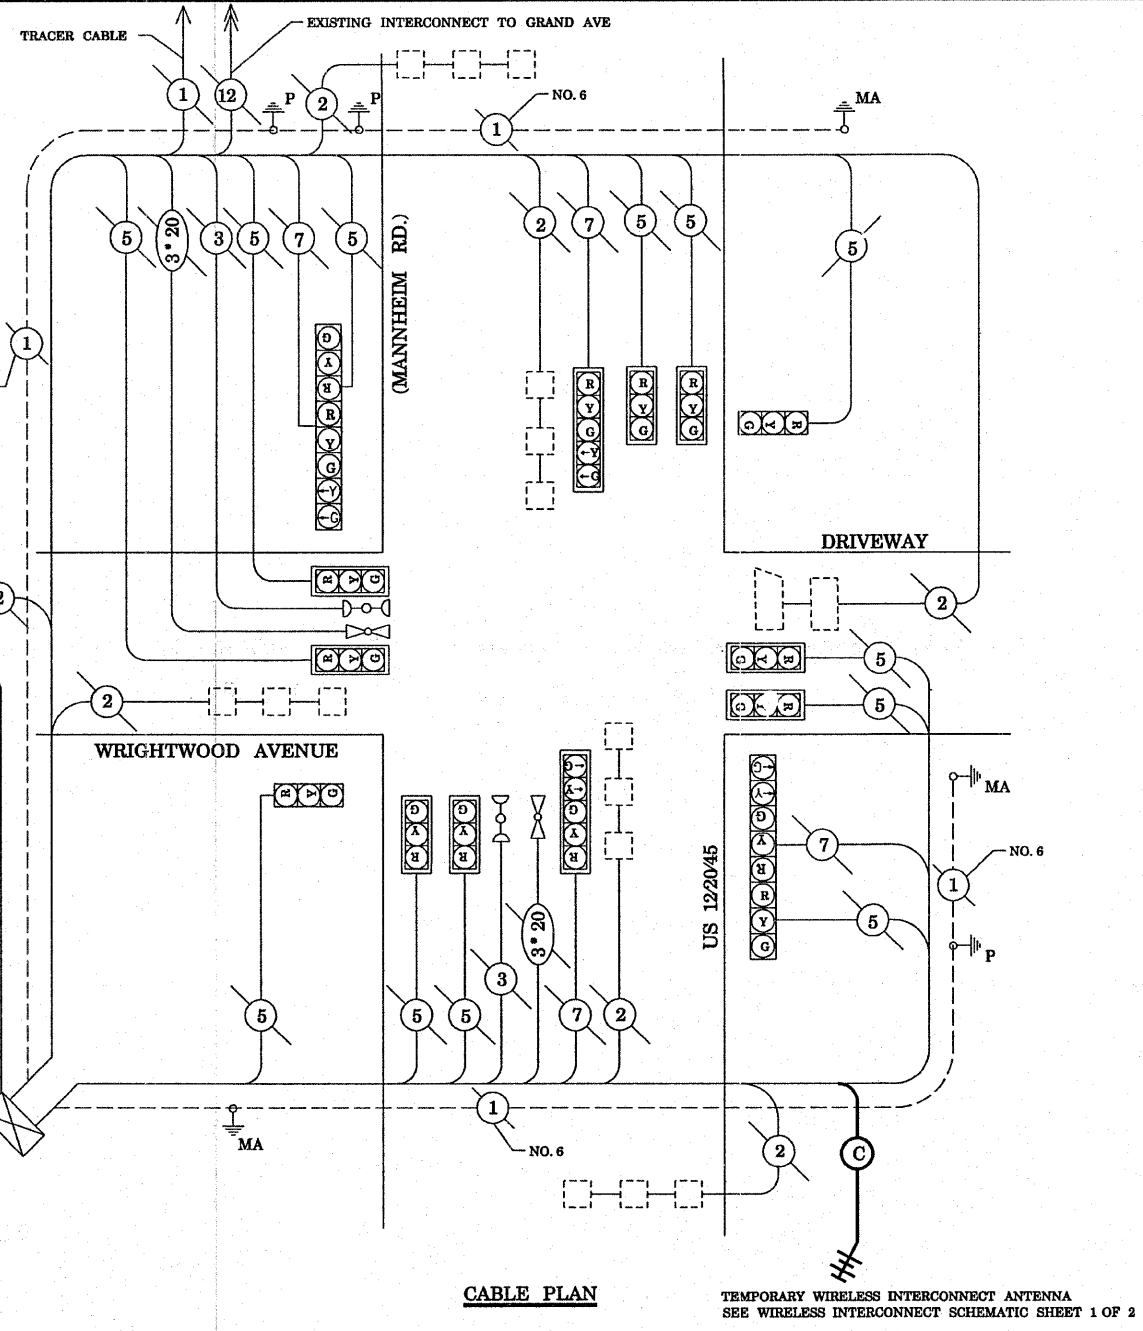 EXISTING INTERCONNECT TO GRAND AVE
TRACER CABLE
1
12
2
P
P
NO. 6
1
MA
5
3 # 20
3
5
7
5
2
7
5
5
5
(MANNHEIM RD.)
1
G
Y
R
R
Y
G
←Y
←G
R
Y
G
←Y
←G
R
Y
G
R
Y
G
R Y G
DRIVEWAY
R Y G
2
2
R Y G
R Y G
5
2
R Y G
5
WRIGHTWOOD AVENUE
R Y G
G
Y
R
G
Y
R
←G
←Y
G
Y
R
←G
←Y
G
Y
R
R
Y
G
MA
7
NO. 6
1
US 12/20/45
5
P
3 # 20
3
5
5
5
7
2
1
MA
NO. 6
2
C
CABLE PLAN
TEMPORARY WIRELESS INTERCONNECT ANTENNA
SEE WIRELESS INTERCONNECT SCHEMATIC SHEET 1 OF 2